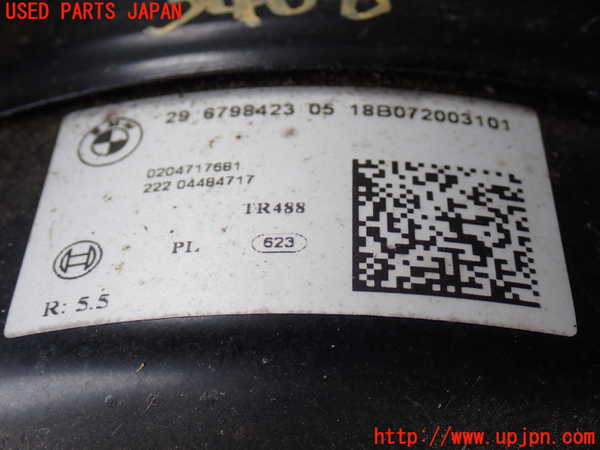 USED PARTS JAPAN
BMW
29 6798423 05 18B072003101
0204717681
222 04484717
TR488
PL 623
R: 5.5
http://www.upjpn.com/